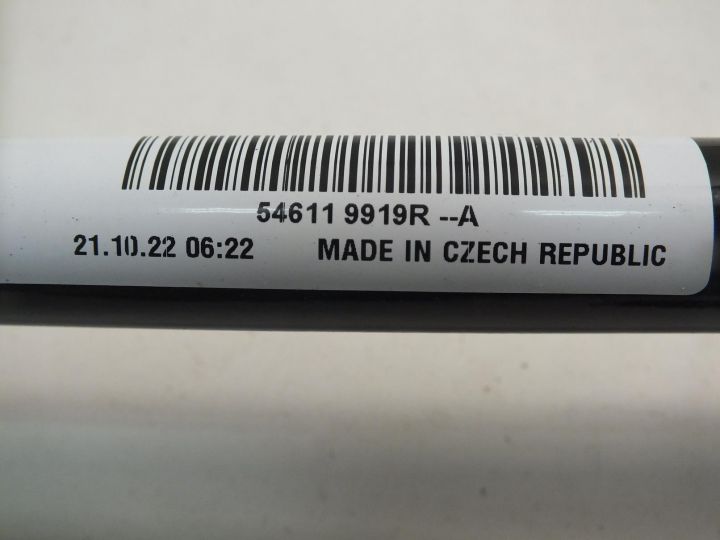 54611 9919R --A
21.10.22 06:22 MADE IN CZECH REPUBLIC